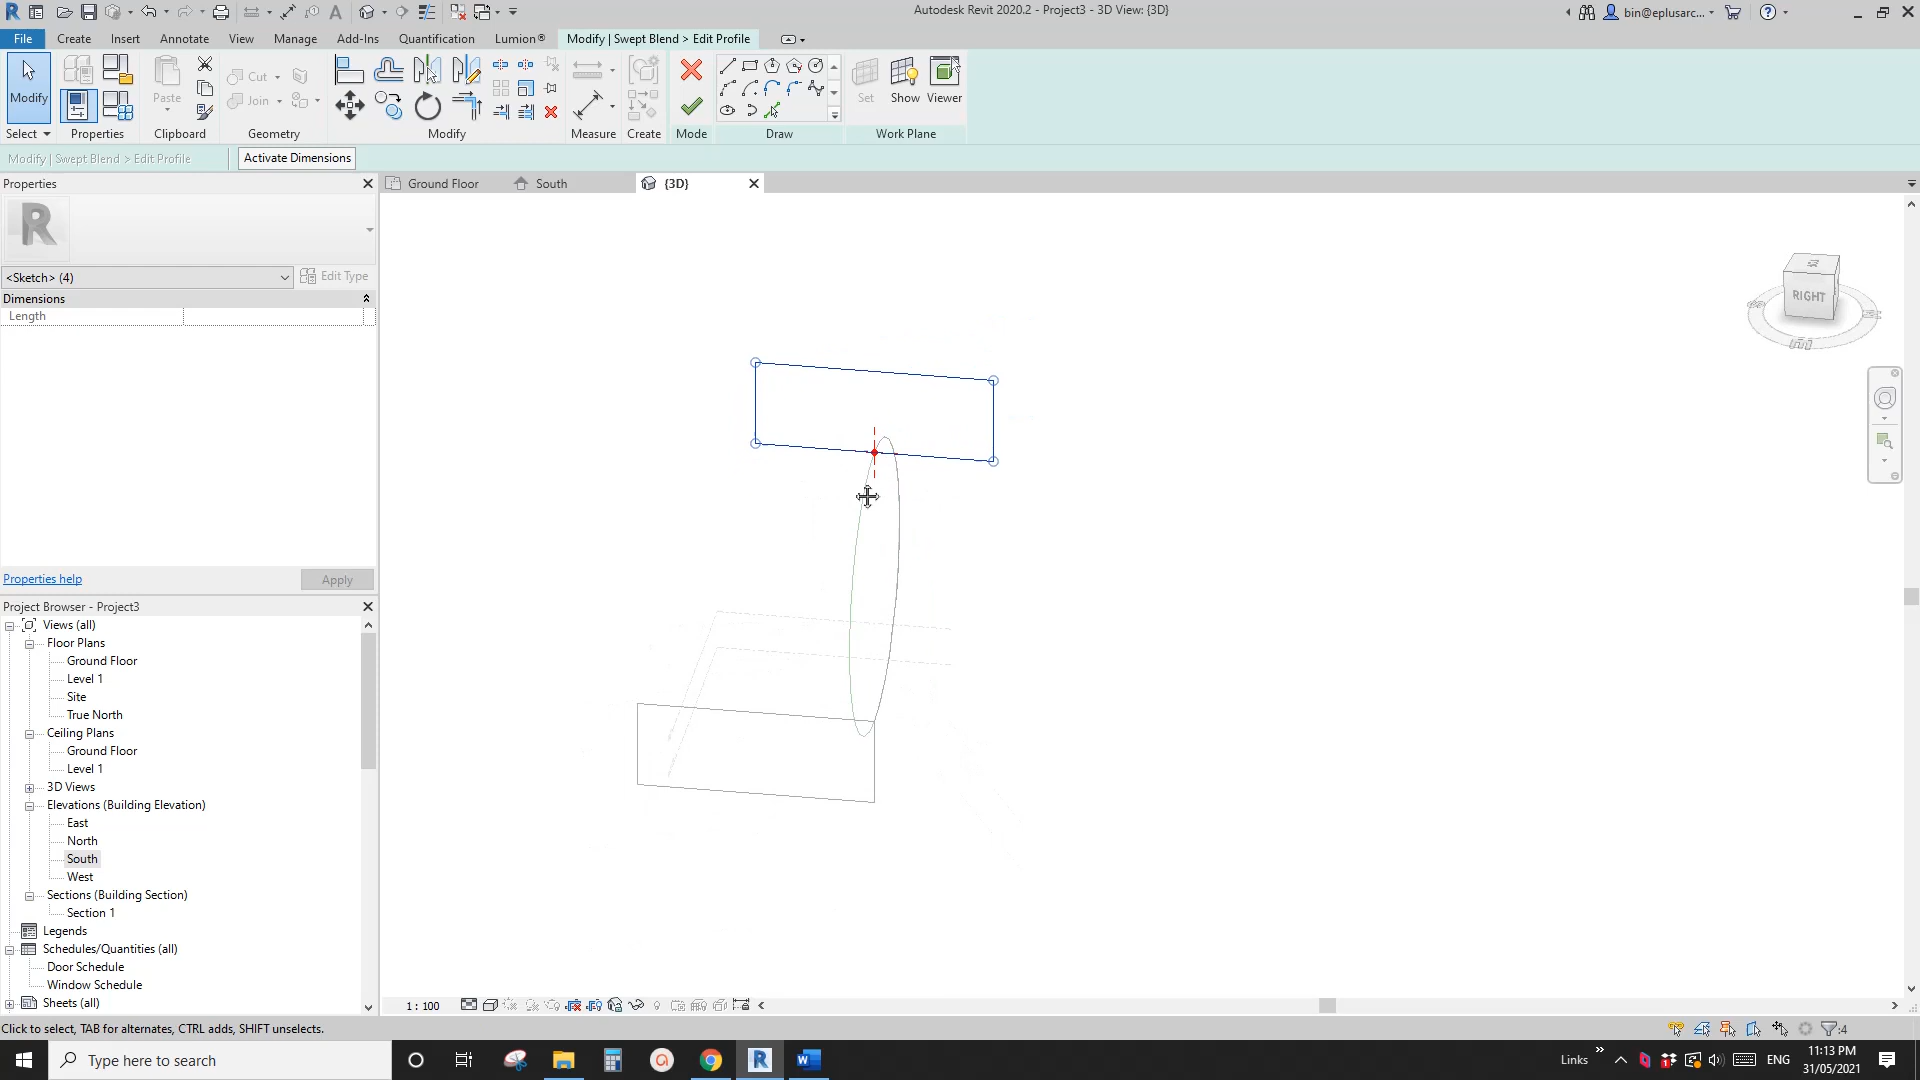 Autodesk Revit 2020.2 - Project3 - 3D View: {3D}
bin@eplusarc...
File Create Insert Annotate View Manage Add-Ins Quantification Lumion® Modify | Swept Blend > Edit Profile
Modify
Paste
Cut
Join
Set Show Viewer
Select Properties Clipboard Geometry Modify Measure Create Mode Draw Work Plane
Modify | Swept Blend > Edit Profile
Activate Dimensions
Properties
Ground Floor
South
{3D}
R
<Sketch> (4)
Edit Type
Dimensions
Length
RIGHT
Properties help
Apply
Project Browser - Project3
Views (all)
Floor Plans
Ground Floor
Level 1
Site
True North
Ceiling Plans
Ground Floor
Level 1
3D Views
Elevations (Building Elevation)
East
North
South
West
Sections (Building Section)
Section 1
Legends
Schedules/Quantities (all)
Door Schedule
Window Schedule
Sheets (all)
1 : 100
Click to select, TAB for alternates, CTRL adds, SHIFT unselects.
:4
Type here to search
Links
ENG
11:13 PM
31/05/2021